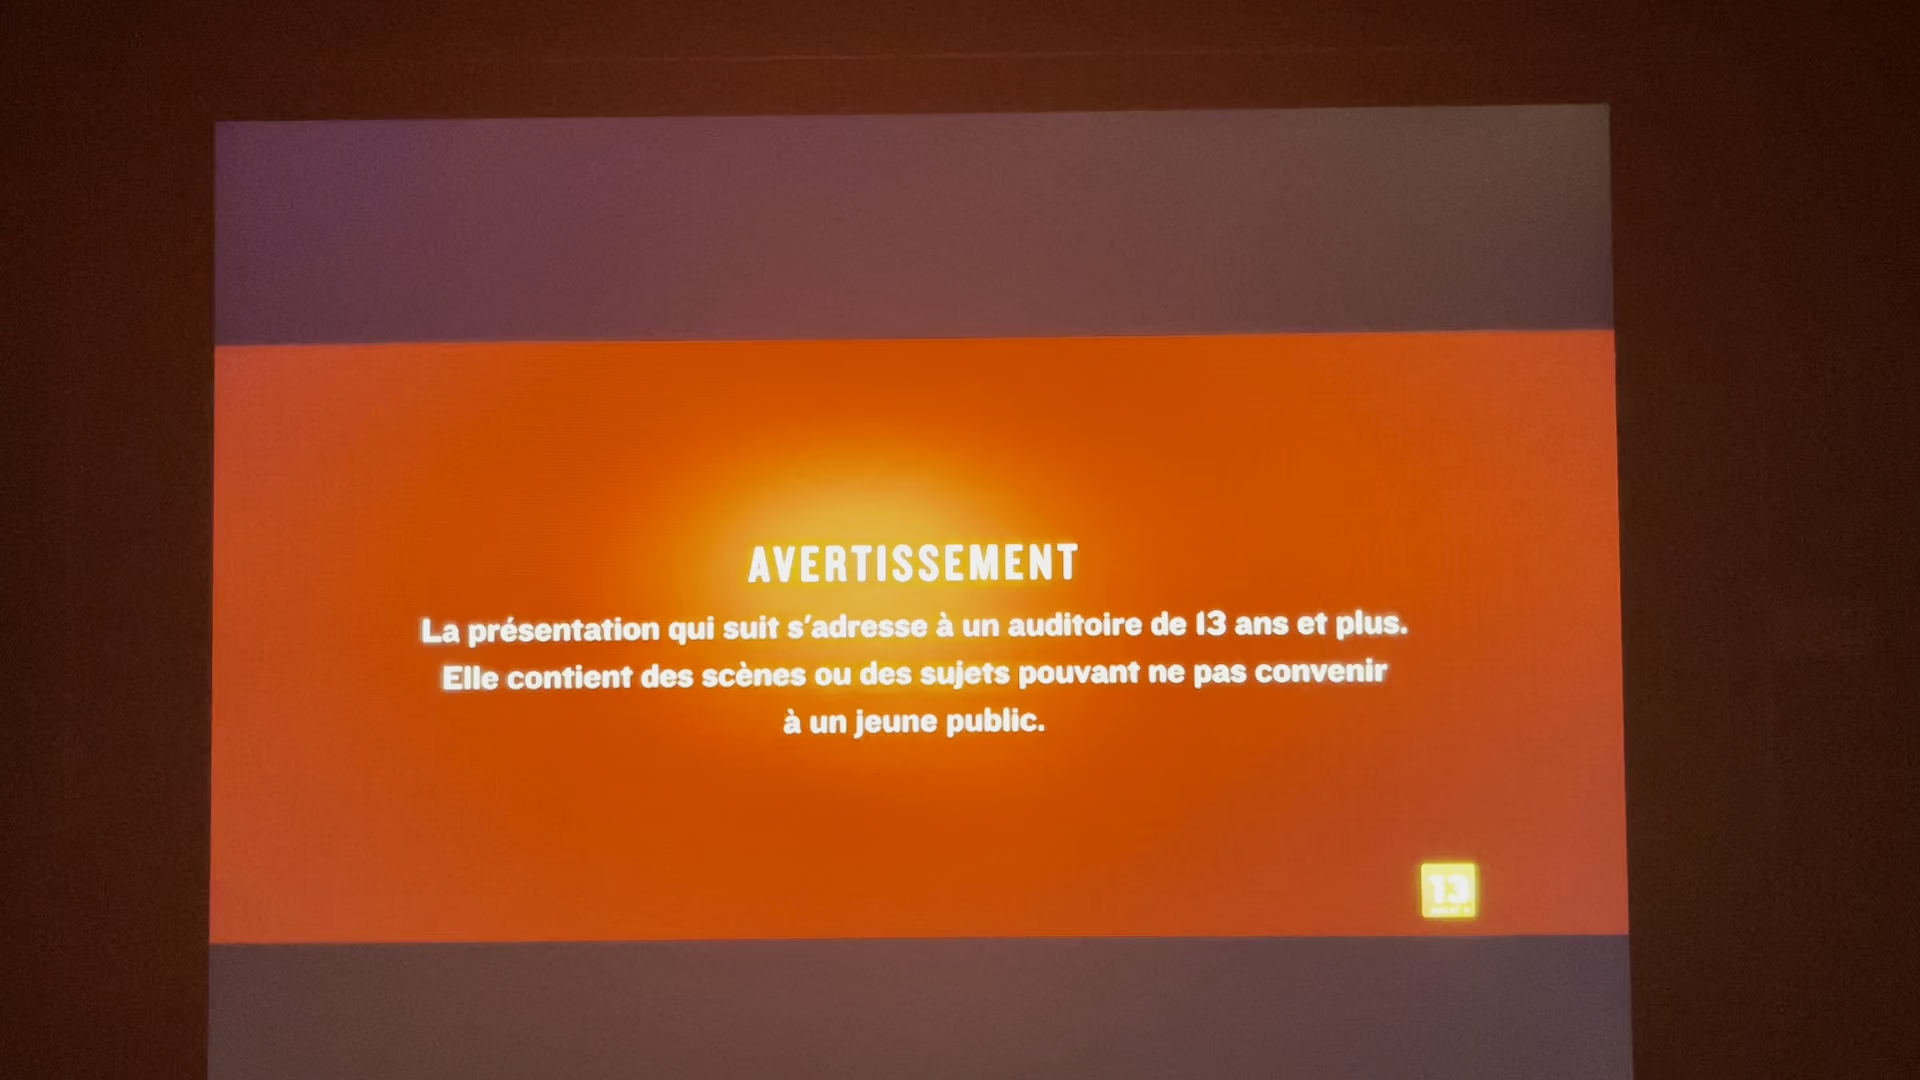 AVERTISSEMENT
La présentation qui suit s'adresse à un auditoire de 13 ans et plus.
Elle contient des scènes ou des sujets pouvant ne pas convenir
à un jeune public.
13